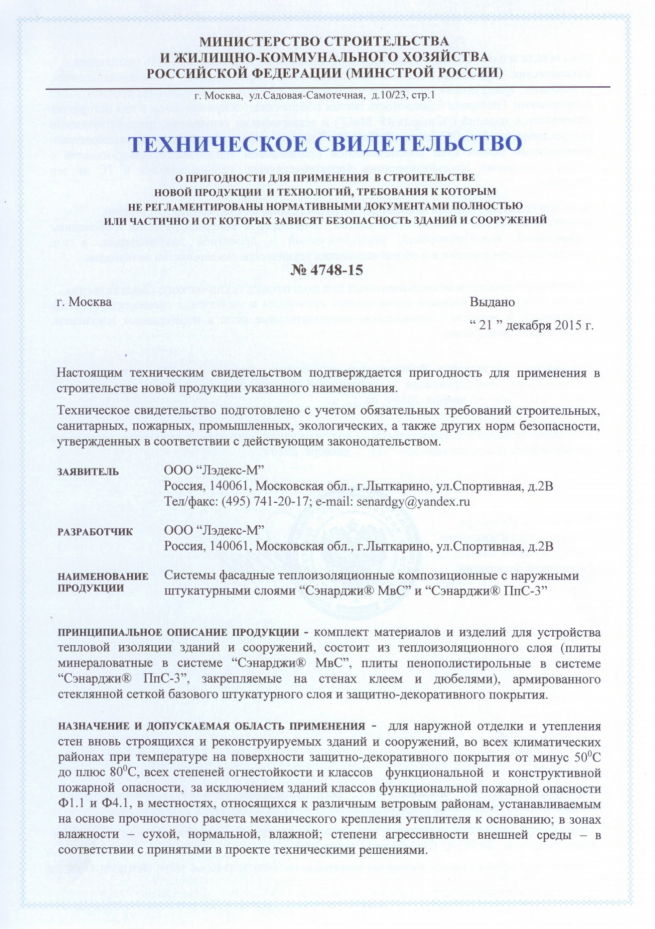 МИНИСТЕРСТВО СТРОИТЕЛЬСТВА
И ЖИЛИЩНО-КОММУНАЛЬНОГО ХОЗЯЙСТВА
РОССИЙСКОЙ ФЕДЕРАЦИИ (МИНСТРОЙ РОССИИ)
г. Москва, ул.Садовая-Самотечная, д.10/23, стр.1
ТЕХНИЧЕСКОЕ СВИДЕТЕЛЬСТВО
О ПРИГОДНОСТИ ДЛЯ ПРИМЕНЕНИЯ В СТРОИТЕЛЬСТВЕ
НОВОЙ ПРОДУКЦИИ И ТЕХНОЛОГИЙ, ТРЕБОВАНИЯ К КОТОРЫМ
НЕ РЕГЛАМЕНТИРОВАНЫ НОРМАТИВНЫМИ ДОКУМЕНТАМИ ПОЛНОСТЬЮ
ИЛИ ЧАСТИЧНО И ОТ КОТОРЫХ ЗАВИСЯТ БЕЗОПАСНОСТЬ ЗДАНИЙ И СООРУЖЕНИЙ
№ 4748-15
г. Москва Выдано
“ 21 ” декабря 2015 г.
Настоящим техническим свидетельством подтверждается пригодность для применения в
строительстве новой продукции указанного наименования.
Техническое свидетельство подготовлено с учетом обязательных требований строительных,
санитарных, пожарных, промышленных, экологических, а также других норм безопасности,
утвержденных в соответствии с действующим законодательством.
ЗАЯВИТЕЛЬ ООО “Лэдекс-М”
Россия, 140061, Московская обл., г.Лыткарино, ул.Спортивная, д.2В
Тел/факс: (495) 741-20-17; e-mail: senardgy@yandex.ru
РАЗРАБОТЧИК ООО “Лэдекс-М”
Россия, 140061, Московская обл., г.Лыткарино, ул.Спортивная, д.2В
НАИМЕНОВАНИЕ Системы фасадные теплоизоляционные композиционные с наружными
ПРОДУКЦИИ штукатурными слоями “Сэнарджи® МвС” и “Сэнарджи® ПпС-3”
ПРИНЦИПИАЛЬНОЕ ОПИСАНИЕ ПРОДУКЦИИ - комплект материалов и изделий для устройства
тепловой изоляции зданий и сооружений, состоит из теплоизоляционного слоя (плиты
минераловатные в системе “Сэнарджи® МвС”, плиты пенополистирольные в системе
“Сэнарджи® ПпС-3”, закрепляемые на стенах клеем и дюбелями), армированного
стеклянной сеткой базового штукатурного слоя и защитно-декоративного покрытия.
НАЗНАЧЕНИЕ И ДОПУСКАЕМАЯ ОБЛАСТЬ ПРИМЕНЕНИЯ - для наружной отделки и утепления
стен вновь строящихся и реконструируемых зданий и сооружений, во всех климатических
районах при температуре на поверхности защитно-декоративного покрытия от минус 50⁰С
до плюс 80⁰С, всех степеней огнестойкости и классов функциональной и конструктивной
пожарной опасности, за исключением зданий классов функциональной пожарной опасности
Ф1.1 и Ф4.1, в местностях, относящихся к различным ветровым районам, устанавливаемым
на основе прочностного расчета механического крепления утеплителя к основанию; в зонах
влажности – сухой, нормальной, влажной; степени агрессивности внешней среды – в
соответствии с принятыми в проекте техническими решениями.